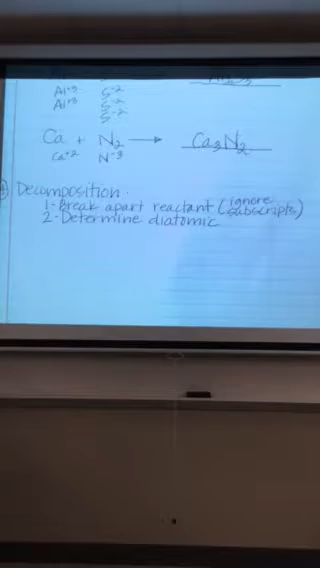 Al+3 S-2
Al+3 S-2
S-2
Ca + N2 → Ca3N2
Ca+2 N-3
Decomposition.
1-Break apart reactant (ignore subscripts)
2-Determine diatomic